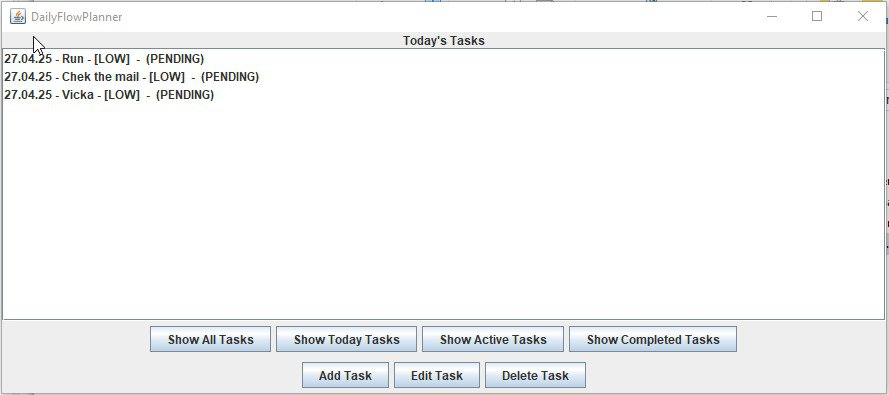 DailyFlowPlanner
Today's Tasks
27.04.25 - Run - [LOW] - (PENDING)
27.04.25 - Chek the mail - [LOW] - (PENDING)
27.04.25 - Vicka - [LOW] - (PENDING)
Show All Tasks Show Today Tasks Show Active Tasks Show Completed Tasks
Add Task Edit Task Delete Task